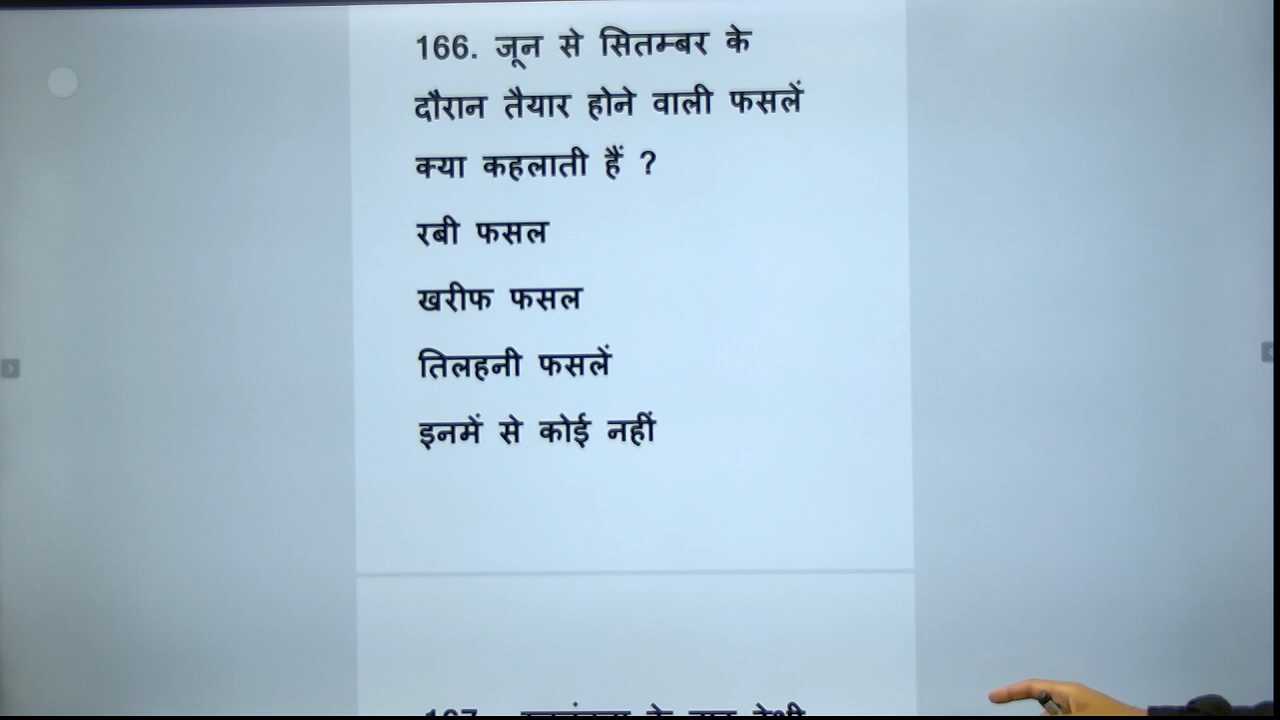 166. जून से सितम्बर के
दौरान तैयार होने वाली फसलें
क्या कहलाती हैं ?
रबी फसल
खरीफ फसल
तिलहनी फसलें
इनमें से कोई नहीं